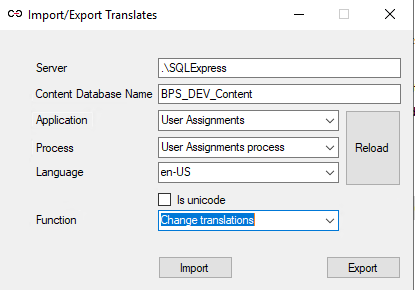 Import/Export Translates
Server .\SQLExpress
Content Database Name BPS_DEV_Content
Application User Assignments
Process User Assignments process
Reload
Language en-US
Is unicode
Function Change translations
Import Export